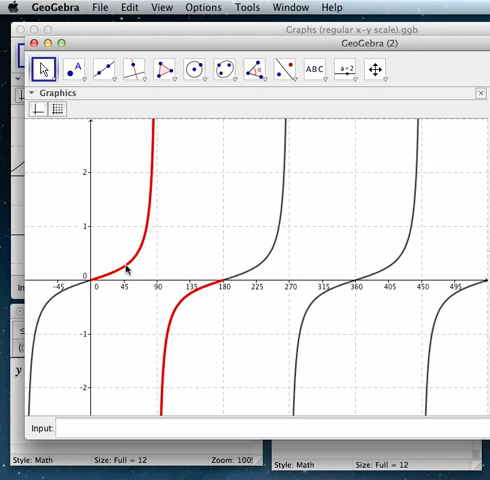 GeoGebra File Edit View Options Tools Window Help
Graphs (regular x-y scale).ggb
GeoGebra (2)
A ABC a=2
Graphics
2
1
0
-45 0 45 90 135 180 225 270 315 360 405 450 495
-1
-2
Input:
y
Style: Math Size: Full = 12 Zoom: 100%
Style: Math Size: Full = 12